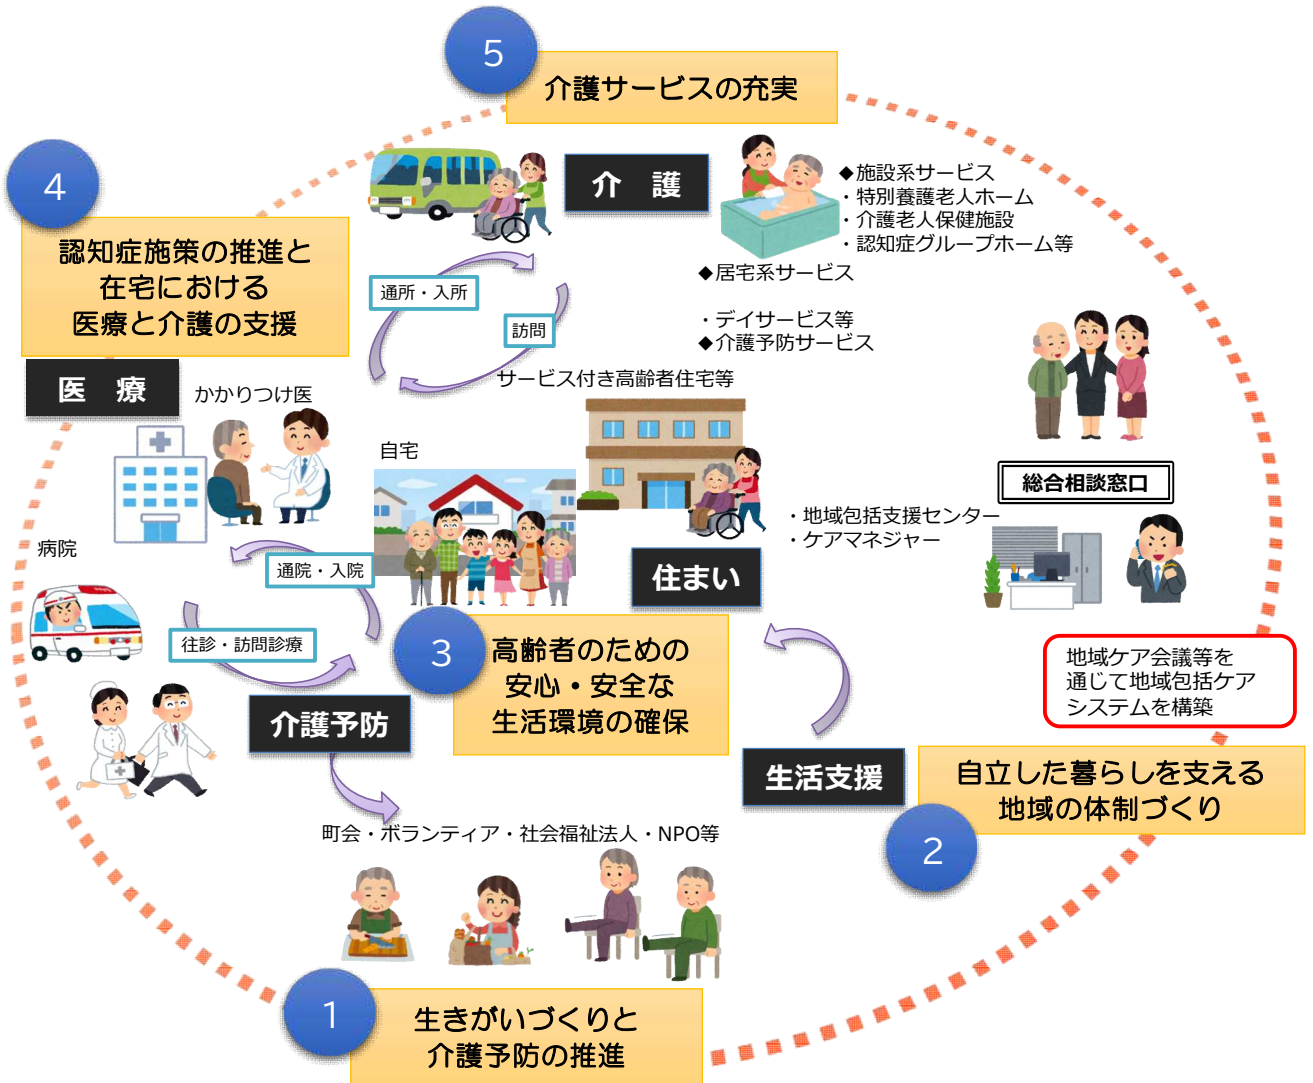 5
介護サービスの充実
4
認知症施策の推進と
在宅における
医療と介護の支援
介 護
◆施設系サービス
・特別養護老人ホーム
・介護老人保健施設
・認知症グループホーム等
◆居宅系サービス
・デイサービス等
◆介護予防サービス
通所・入所
訪問
医 療
かかりつけ医
サービス付き高齢者住宅等
自宅
総合相談窓口
・地域包括支援センター
・ケアマネジャー
病院
通院・入院
住まい
往診・訪問診療
3
高齢者のための
安心・安全な
生活環境の確保
地域ケア会議等を
通じて地域包括ケア
システムを構築
介護予防
生活支援
自立した暮らしを支える
地域の体制づくり
2
町会・ボランティア・社会福祉法人・NPO等
1
生きがいづくりと
介護予防の推進